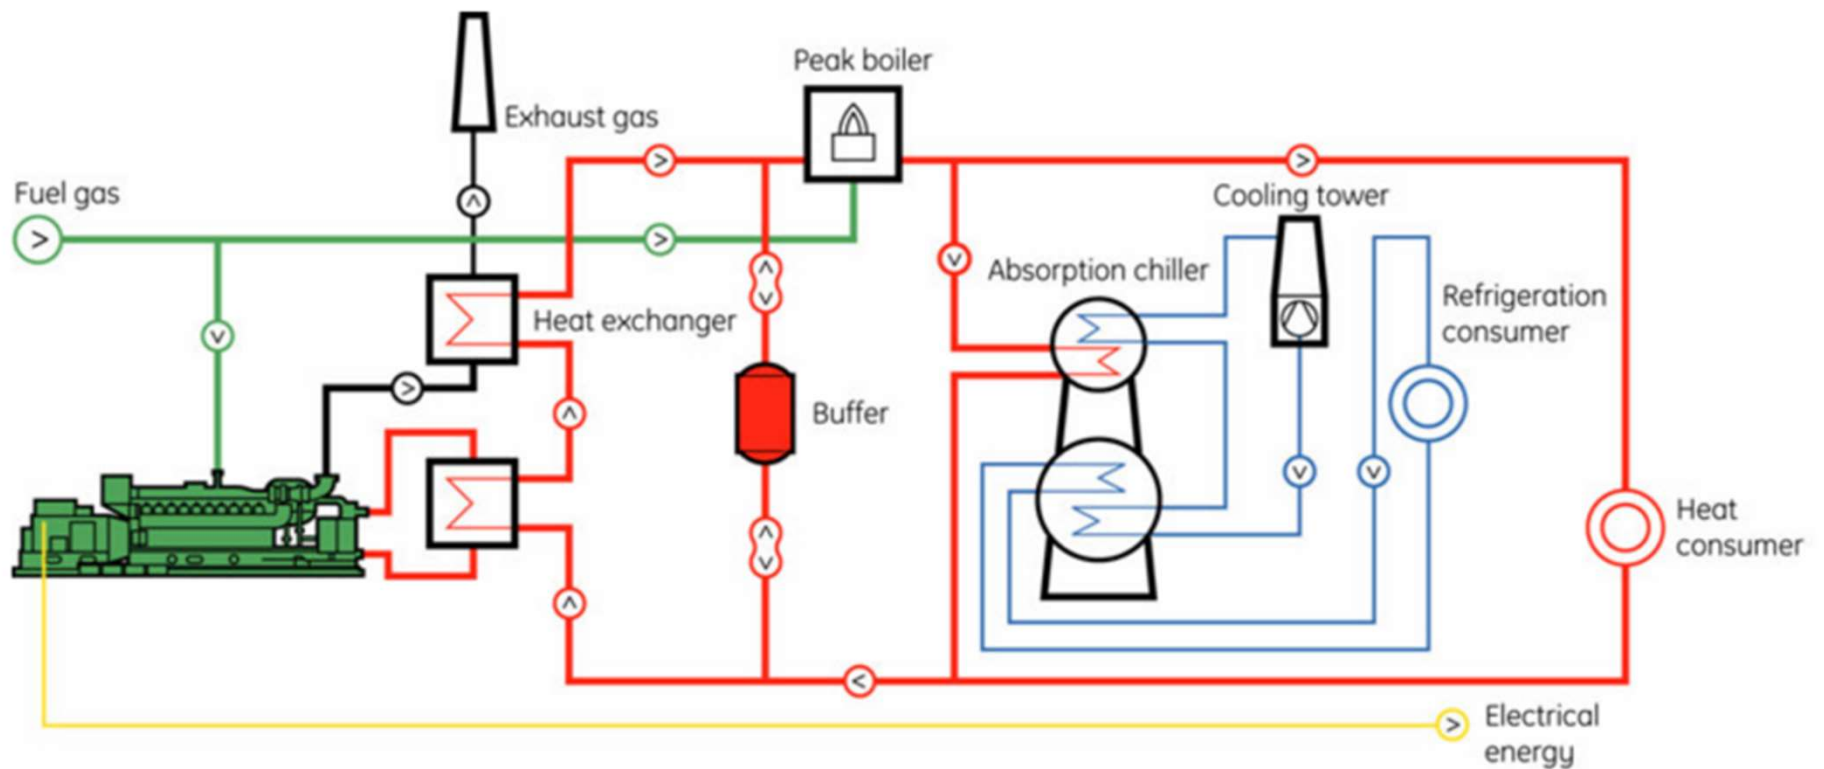 Peak boiler
Exhaust gas
Fuel gas
Cooling tower
Absorption chiller
Refrigeration
consumer
Heat exchanger
Buffer
Heat
consumer
Electrical
energy